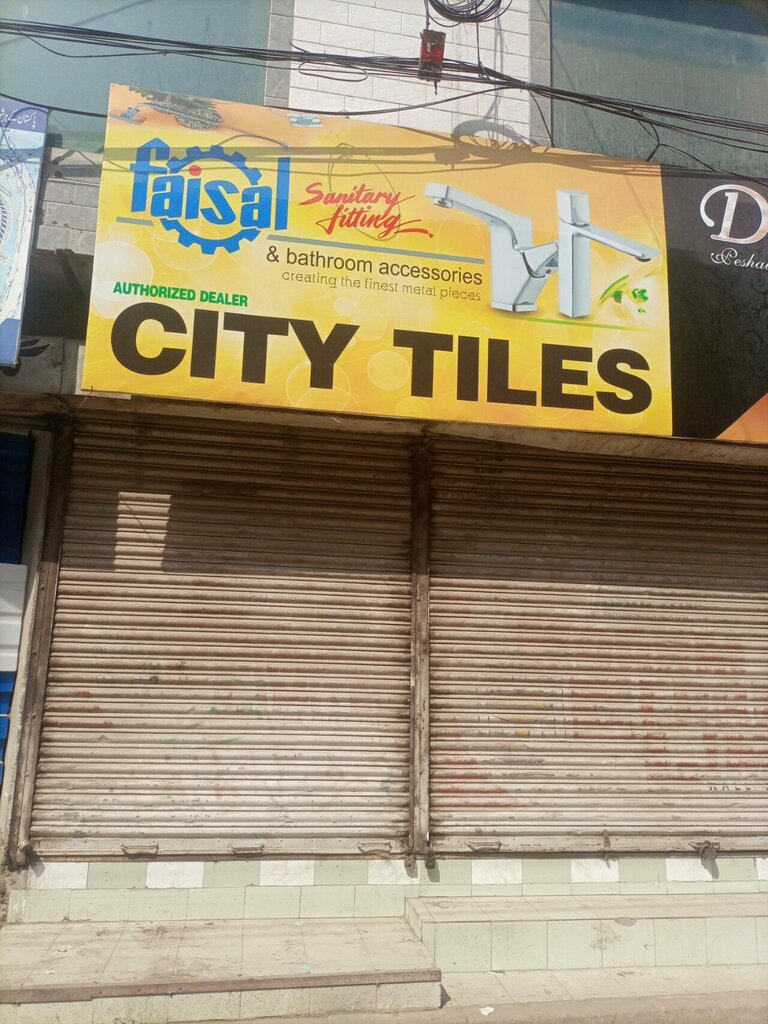 faisal
Sanitary
fitting
& bathroom accessories
creating the finest metal pieces
AUTHORIZED DEALER
CITY TILES
D